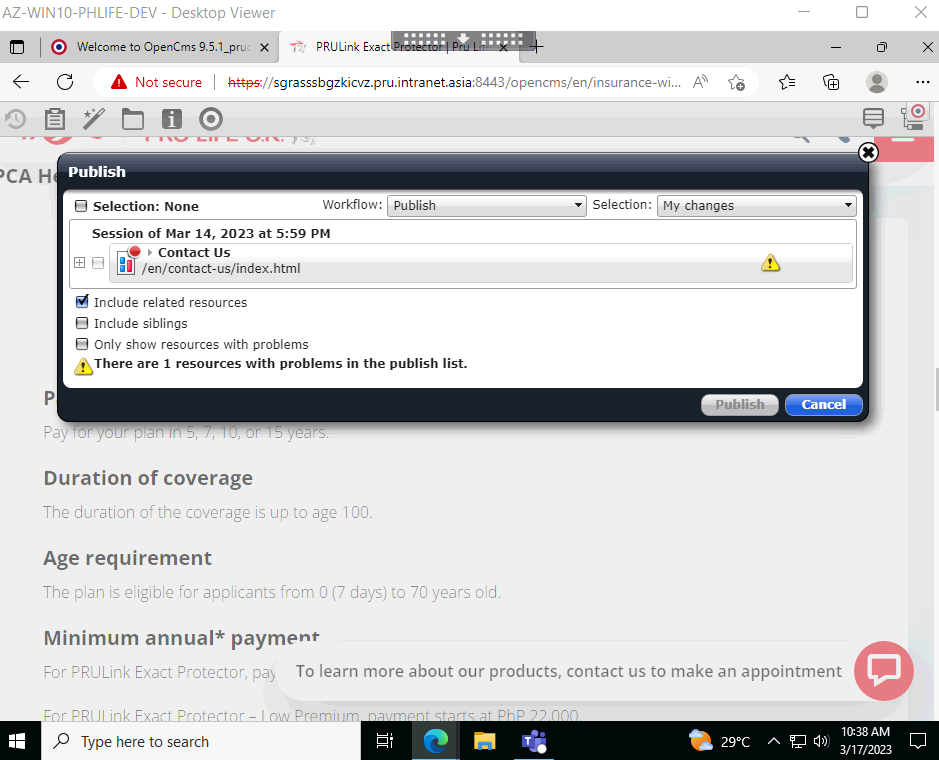 AZ-WIN10-PHLIFE-DEV - Desktop Viewer
Welcome to OpenCms 9.5.1_pruc
PRULink Exact Protector | Pru Life
Not secure
https://sgrasssbgzkicvz.pru.intranet.asia:8443/opencms/en/insurance-wi...
PRU LIFE U.K.
PCA He
Publish
Selection: None
Workflow: Publish
Selection: My changes
Session of Mar 14, 2023 at 5:59 PM
Contact Us
/en/contact-us/index.html
Include related resources
Include siblings
Only show resources with problems
There are 1 resources with problems in the publish list.
Publish
Cancel
P
Pay for your plan in 5, 7, 10, or 15 years.
Duration of coverage
The duration of the coverage is up to age 100.
Age requirement
The plan is eligible for applicants from 0 (7 days) to 70 years old.
Minimum annual* payment
For PRULink Exact Protector, pay
To learn more about our products, contact us to make an appointment
For PRULink Exact Protector – Low Premium, payment starts at PhP 22,000
Type here to search
29°C
10:38 AM
3/17/2023